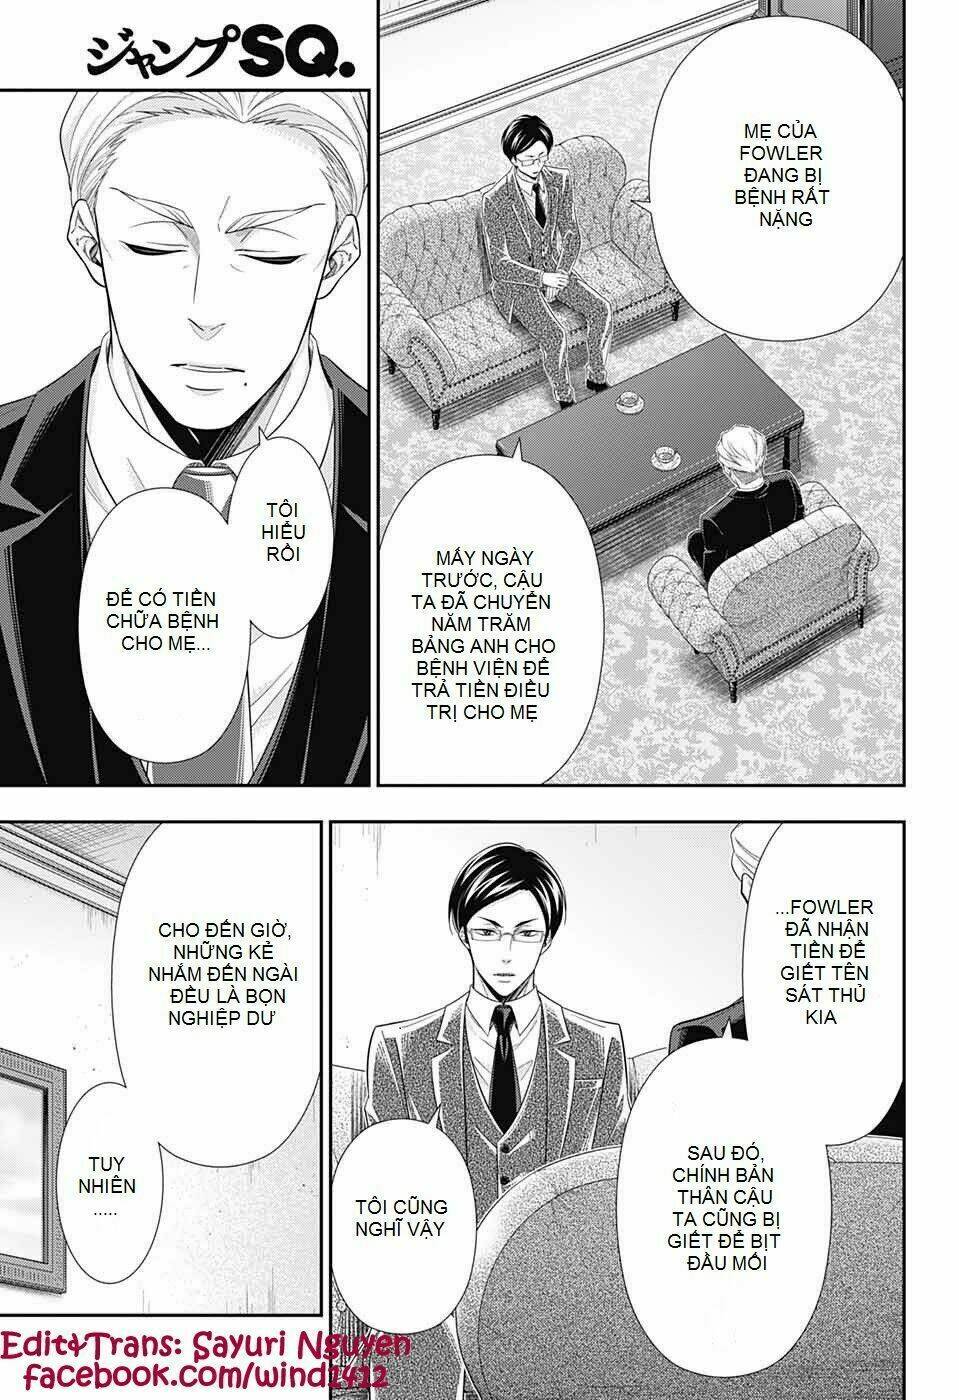 ジャンプSQ.
MẸ CỦA
FOWLER
ĐANG BỊ
BỆNH RẤT
NẶNG
MẤY NGÀY
TRƯỚC, CẬU
TA ĐÃ CHUYỂN
NĂM TRĂM
BẢNG ANH CHO
BỆNH VIỆN ĐỂ
TRẢ TIỀN ĐIỀU
TRỊ CHO MẸ
TÔI
HIỂU
RỒI
ĐỂ CÓ TIỀN
CHỮA BỆNH
CHO MẸ...
...FOWLER
ĐÃ NHẬN
TIỀN ĐỂ
GIẾT TÊN
SÁT THỦ
KIA
SAU ĐÓ,
CHÍNH BẢN
THÂN CẬU
TA CŨNG BỊ
GIẾT ĐỂ BỊT
ĐẦU MỐI
TÔI CŨNG
NGHĨ VẬY
CHO ĐẾN GIỜ,
NHỮNG KẺ
NHẮM ĐẾN NGÀI
ĐỀU LÀ BỌN
NGHIỆP DƯ
TUY
NHIÊN
.....
Edit&Trans: Sayuri Nguyen
facebook.com/wind1412